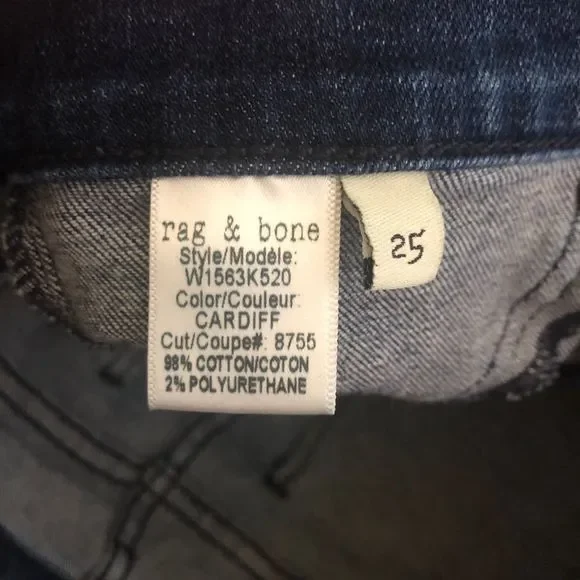 rag & bone
Style/Modèle:
W1563K520
Color/Couleur:
CARDIFF
Cut/Coupe#: 8755
98% COTTON/COTON
2% POLYURETHANE
25